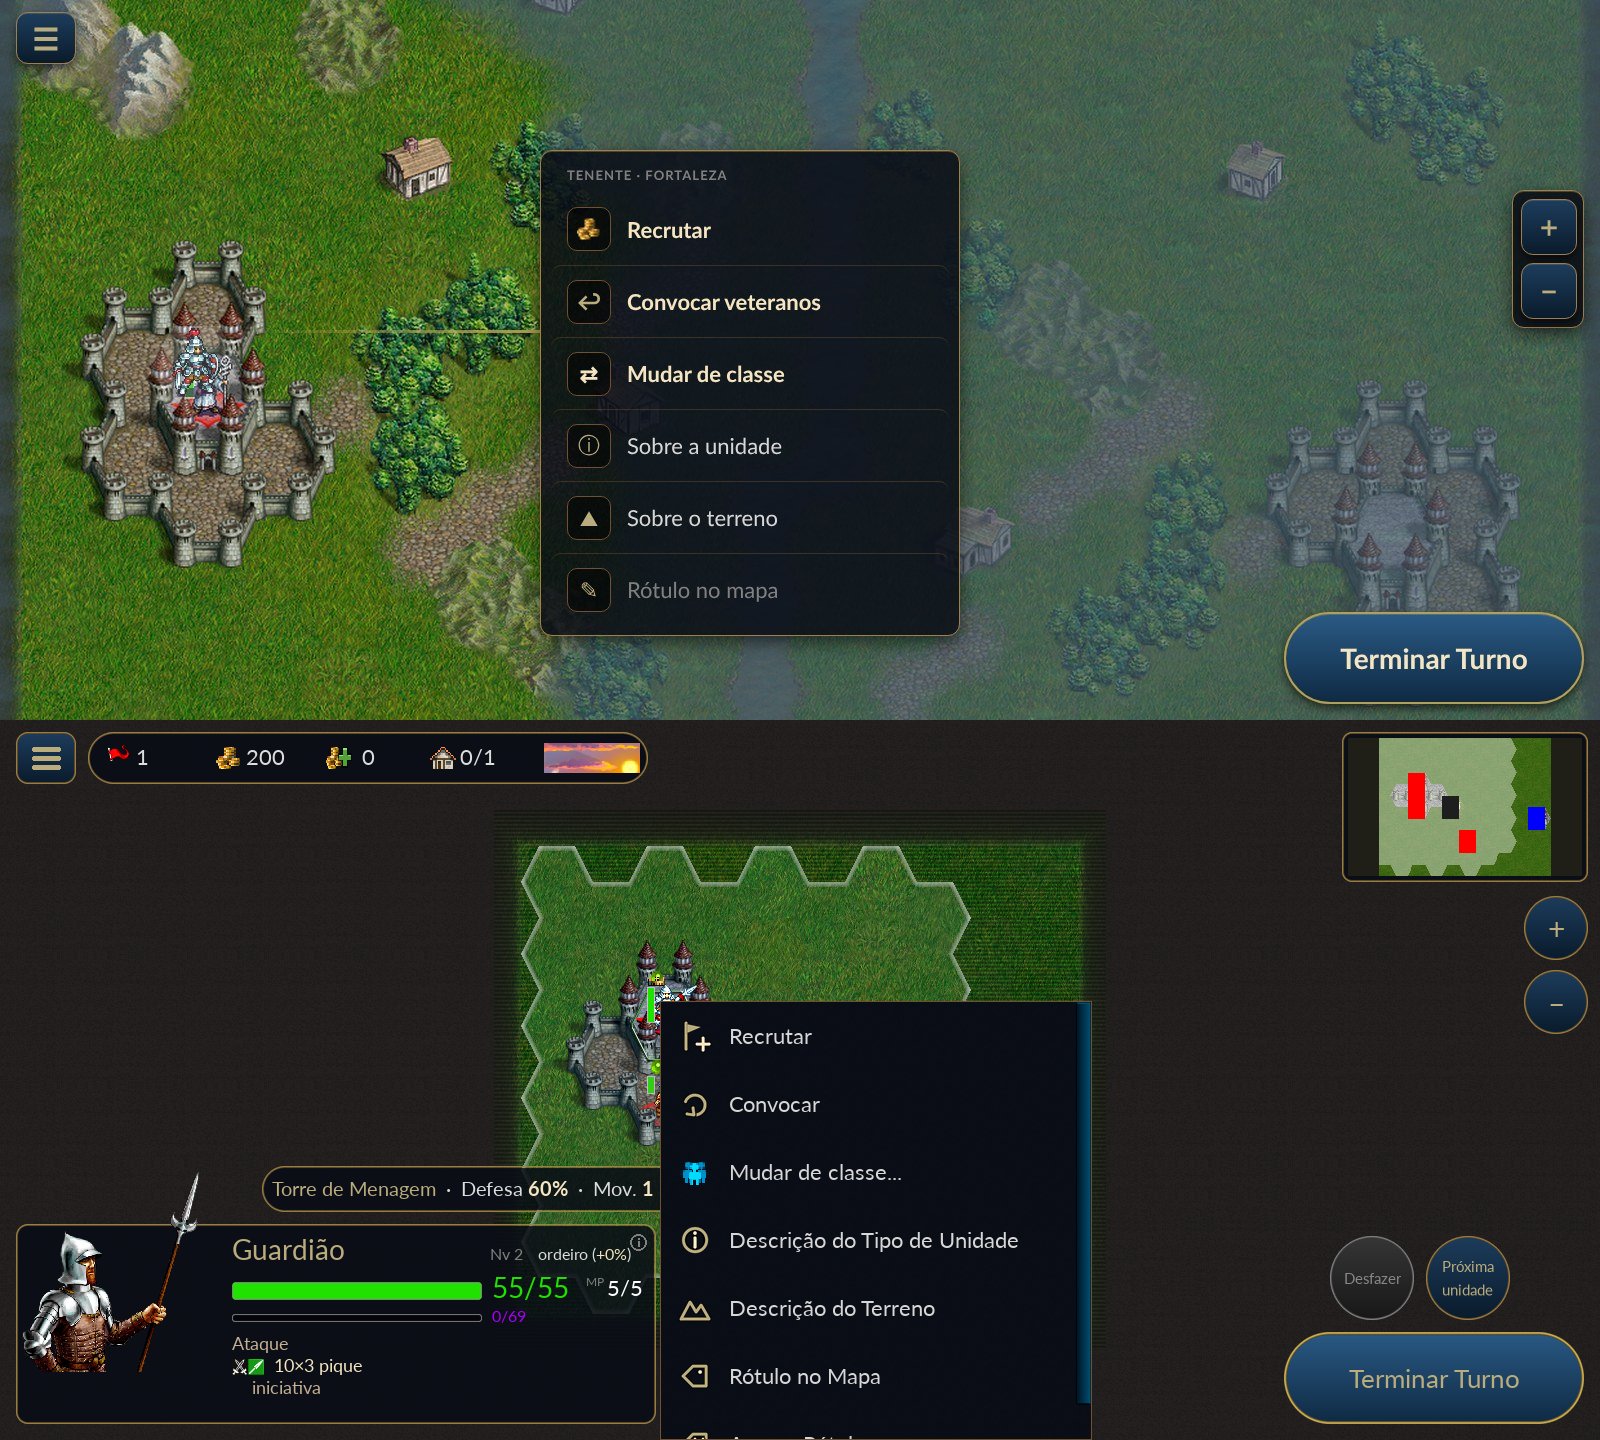 TENENTE · FORTALEZA
Recrutar
Convocar veteranos
Mudar de classe
Sobre a unidade
Sobre o terreno
Rótulo no mapa
+
−
Terminar Turno
1 200 0 0/1
+
−
Recrutar
Convocar
Mudar de classe...
Descrição do Tipo de Unidade
Descrição do Terreno
Rótulo no Mapa
Torre de Menagem · Defesa 60% · Mov. 1
Guardião
Nv 2 ordeiro (+0%)
55/55 MP 5/5
0/69
Ataque
10×3 pique
iniciativa
Desfazer
Próxima
unidade
Terminar Turno